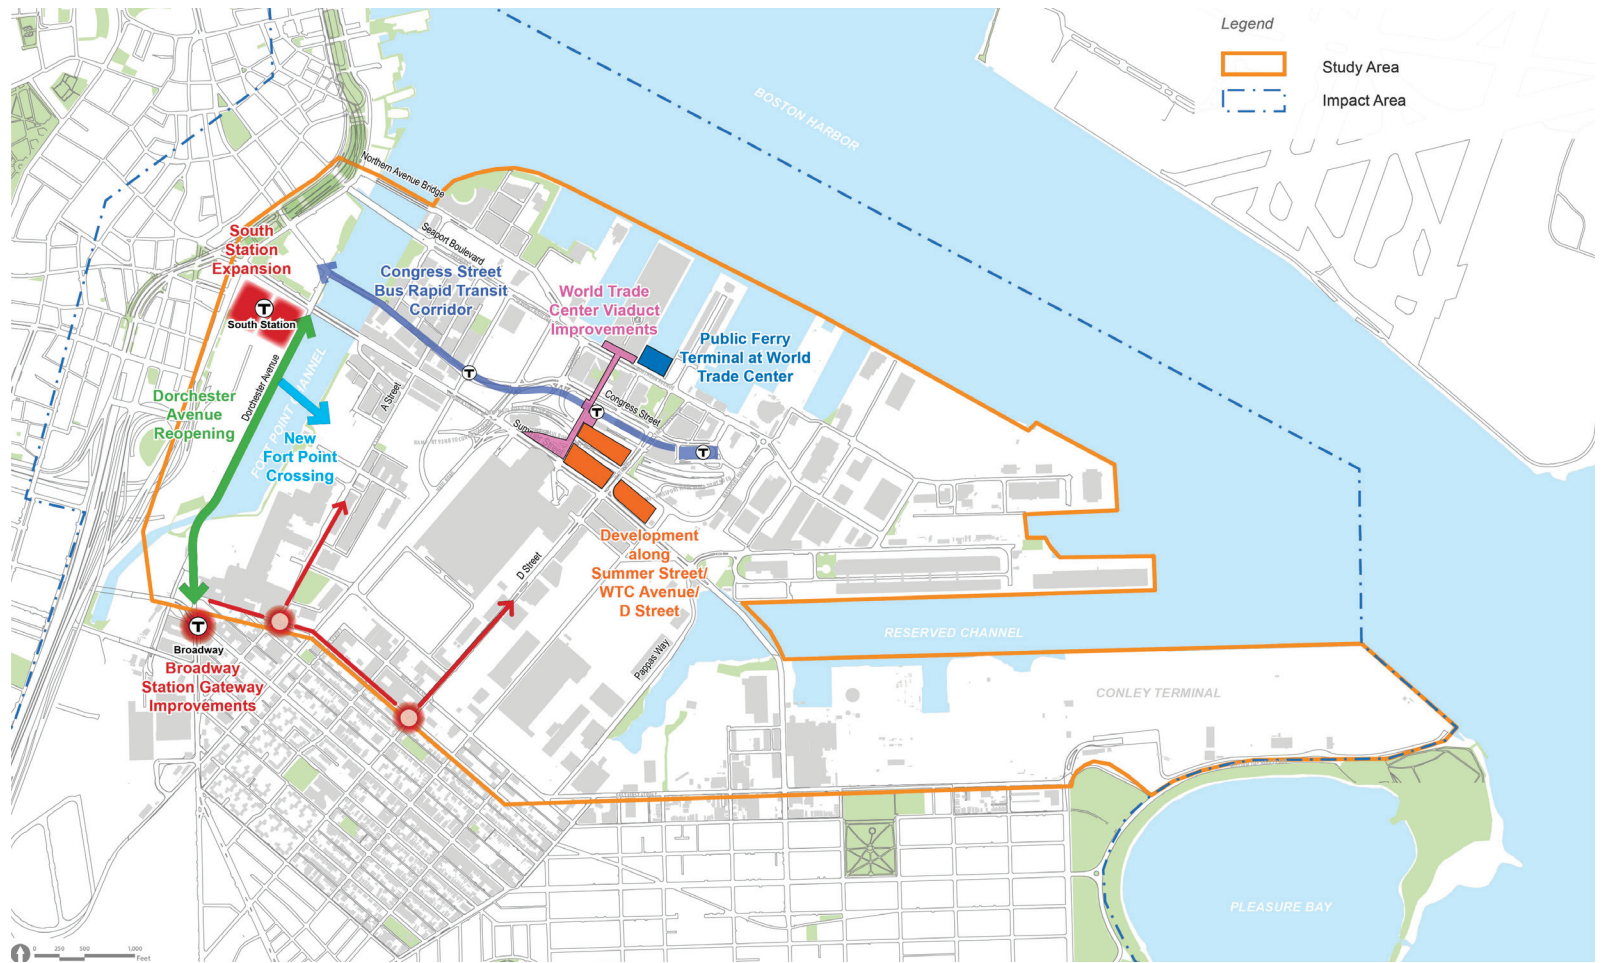 Legend
Study Area
Impact Area
BOSTON HARBOR
Northern Avenue Bridge
Seaport Boulevard
South
Station
Expansion
Congress Street
Bus Rapid Transit
Corridor
World Trade
Center Viaduct
Improvements
Public Ferry
Terminal at World
Trade Center
T
South Station
Dorchester Avenue
FORT POINT CHANNEL
A Street
T
T
T
Congress Street
Dorchester
Avenue
Reopening
New
Fort Point
Crossing
D Street
Development
along
Summer Street/
WTC Avenue/
D Street
T
Broadway
Broadway
Station Gateway
Improvements
Pappas Way
RESERVED CHANNEL
CONLEY TERMINAL
PLEASURE BAY
0 250 500 1,000
Feet